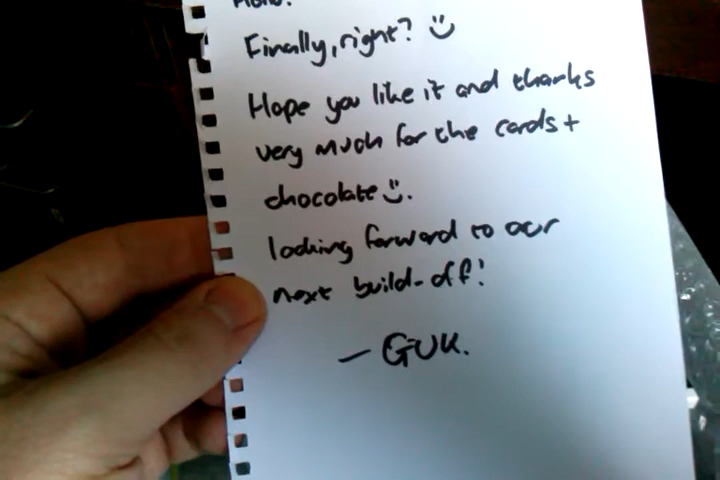 Hello!
Finally, right? :)
Hope you like it and thanks
very much for the cards +
chocolate :).
looking forward to our
next build-off!
— GUK.